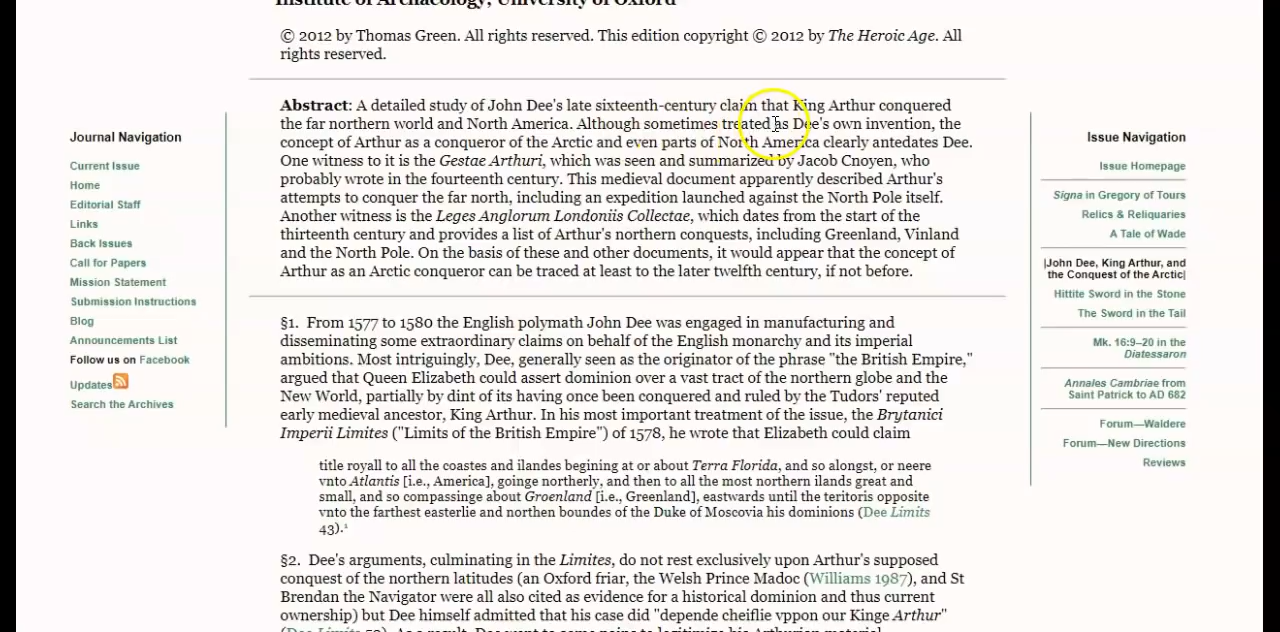 Institute of Archaeology, University of Oxford
© 2012 by Thomas Green. All rights reserved. This edition copyright © 2012 by The Heroic Age. All
rights reserved.
Abstract: A detailed study of John Dee's late sixteenth-century claim that King Arthur conquered
the far northern world and North America. Although sometimes treated as Dee's own invention, the
concept of Arthur as a conqueror of the Arctic and even parts of North America clearly antedates Dee.
One witness to it is the Gestae Arthuri, which was seen and summarized by Jacob Cnoyen, who
probably wrote in the fourteenth century. This medieval document apparently described Arthur's
attempts to conquer the far north, including an expedition launched against the North Pole itself.
Another witness is the Leges Anglorum Londoniis Collectae, which dates from the start of the
thirteenth century and provides a list of Arthur's northern conquests, including Greenland, Vinland
and the North Pole. On the basis of these and other documents, it would appear that the concept of
Arthur as an Arctic conqueror can be traced at least to the later twelfth century, if not before.
§1. From 1577 to 1580 the English polymath John Dee was engaged in manufacturing and
disseminating some extraordinary claims on behalf of the English monarchy and its imperial
ambitions. Most intriguingly, Dee, generally seen as the originator of the phrase "the British Empire,"
argued that Queen Elizabeth could assert dominion over a vast tract of the northern globe and the
New World, partially by dint of its having once been conquered and ruled by the Tudors' reputed
early medieval ancestor, King Arthur. In his most important treatment of the issue, the Brytanici
Imperii Limites ("Limits of the British Empire") of 1578, he wrote that Elizabeth could claim
title royall to all the coastes and ilandes begining at or about Terra Florida, and so alongst, or neere
vnto Atlantis [i.e., America], goinge northerly, and then to all the most northern ilands great and
small, and so compassinge about Groenland [i.e., Greenland], eastwards until the teritoris opposite
vnto the farthest easterlie and northen boundes of the Duke of Moscovia his dominions (Dee Limits
43).¹
§2. Dee's arguments, culminating in the Limites, do not rest exclusively upon Arthur's supposed
conquest of the northern latitudes (an Oxford friar, the Welsh Prince Madoc (Williams 1987), and St
Brendan the Navigator were all also cited as evidence for a historical dominion and thus current
ownership) but Dee himself admitted that his case did "depende cheiflie vppon our Kinge Arthur"
Journal Navigation
Current Issue
Home
Editorial Staff
Links
Back Issues
Call for Papers
Mission Statement
Submission Instructions
Blog
Announcements List
Follow us on Facebook
Updates
Search the Archives
Issue Navigation
Issue Homepage
Signa in Gregory of Tours
Relics & Reliquaries
A Tale of Wade
|John Dee, King Arthur, and
the Conquest of the Arctic|
Hittite Sword in the Stone
The Sword in the Tail
Mk. 16:9–20 in the
Diatessaron
Annales Cambriae from
Saint Patrick to AD 682
Forum—Waldere
Forum—New Directions
Reviews